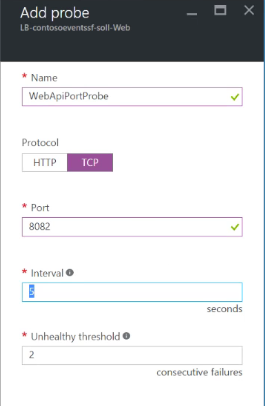 Add probe
LB-contosoeventssf-soll-Web
* Name
WebApiPortProbe
Protocol
HTTP TCP
* Port
8082
* Interval
5
seconds
* Unhealthy threshold
2
consecutive failures